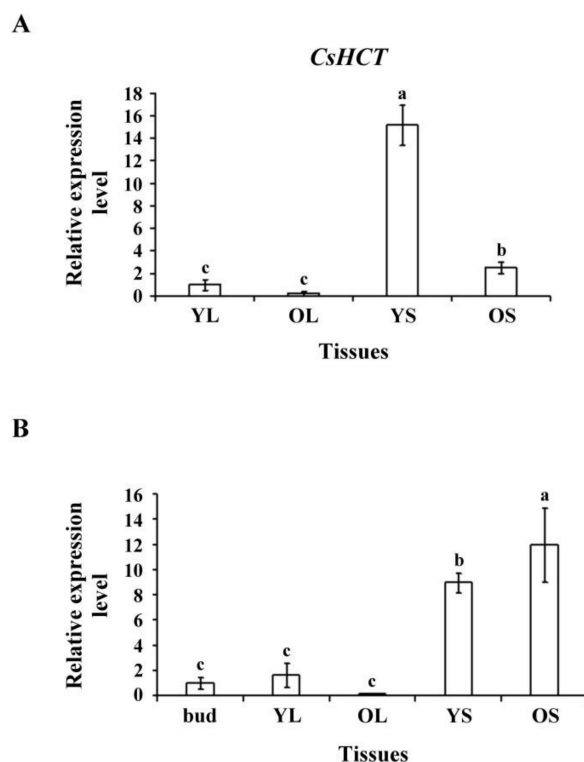 A
CsHCT
Relative expression
level
18
16
14
12
10
8
6
4
2
0
c
c
a
b
YL OL YS OS
Tissues
B
Relative expression
level
16
14
12
10
8
6
4
2
0
c
c
c
b
a
bud YL OL YS OS
Tissues